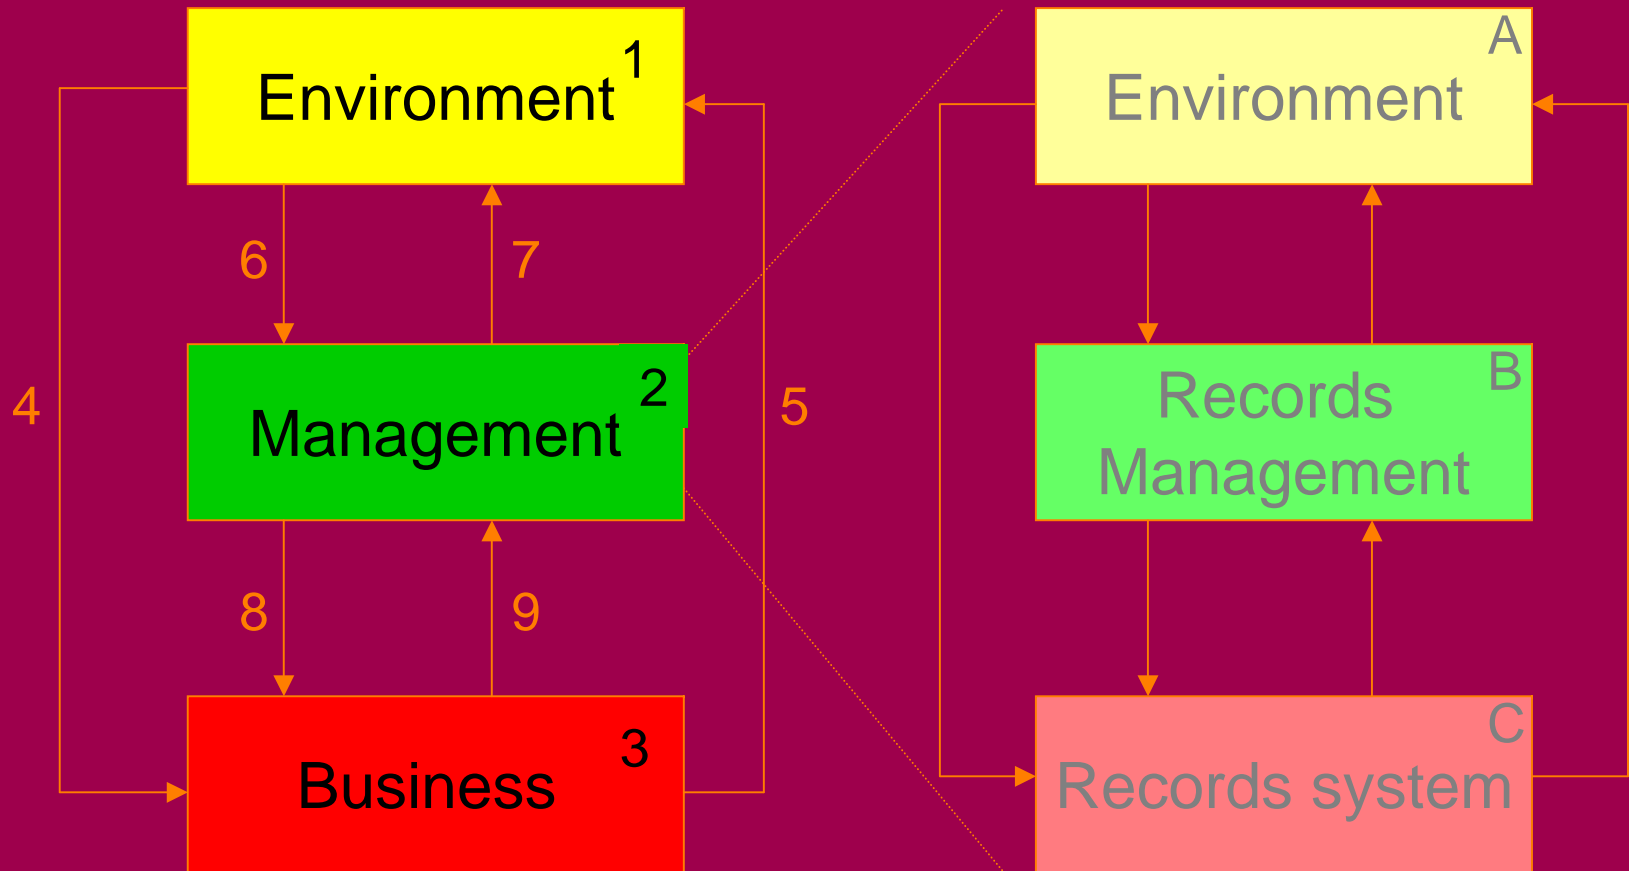 Environment 1
6
7
4
Management 2
5
8
9
Business 3
Environment A
Records B
Management
Records system C